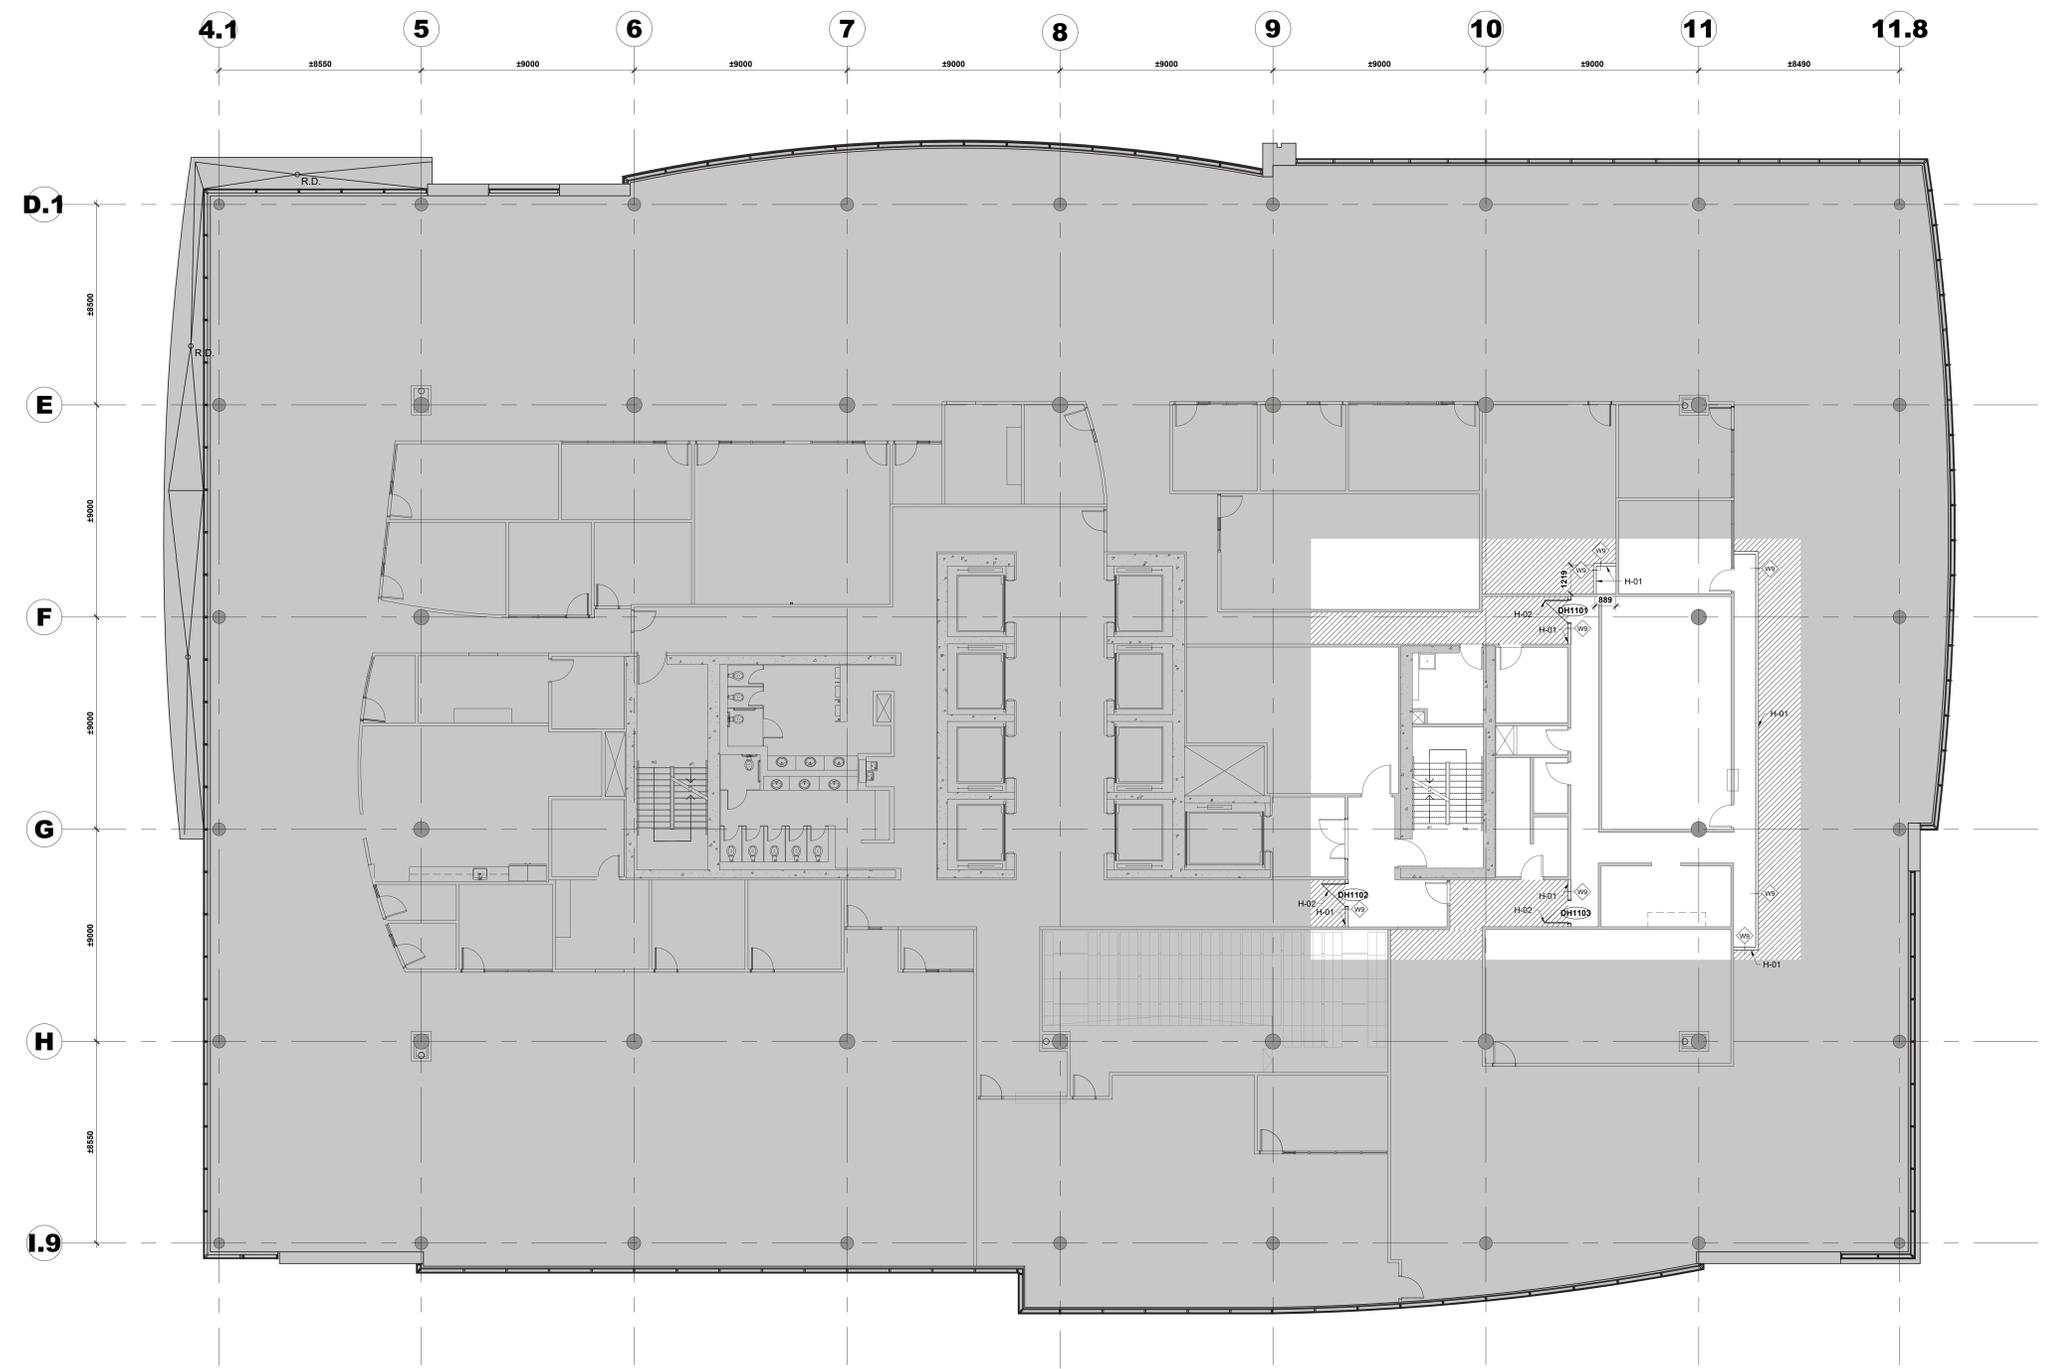 4.1 5 6 7 8 9 10 11 11.8
±8550 ±9000 ±9000 ±9000 ±9000 ±9000 ±9000 ±8490
R.D.
D.1
±8500
R.D.
E
±9000
W9
W9 W9
1219 H-01
889
F
H-02 DH1101
H-01 W9
±9000
H-01
G
H-01 W9 W9
DH1102
H-02
H-01 W9
H-02 DH1103
±9000
W9
H-01
H
±8550
I.9